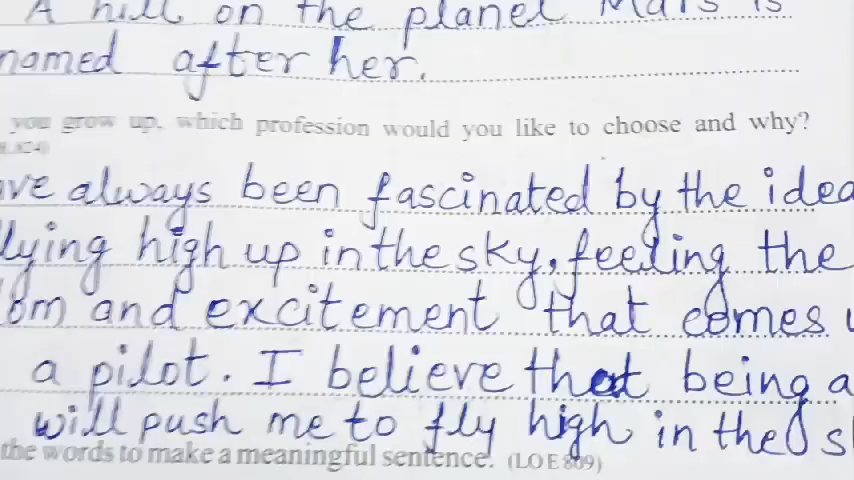 A hill on the planet Mars is
named after her.
you grow up, which profession would you like to choose and why?
always been fascinated by the idea
lying high up in the sky, feeling the
om and excitement that comes
a pilot. I believe that being a
will push me to fly high in the s
the words to make a meaningful sentence. (LO E 809)